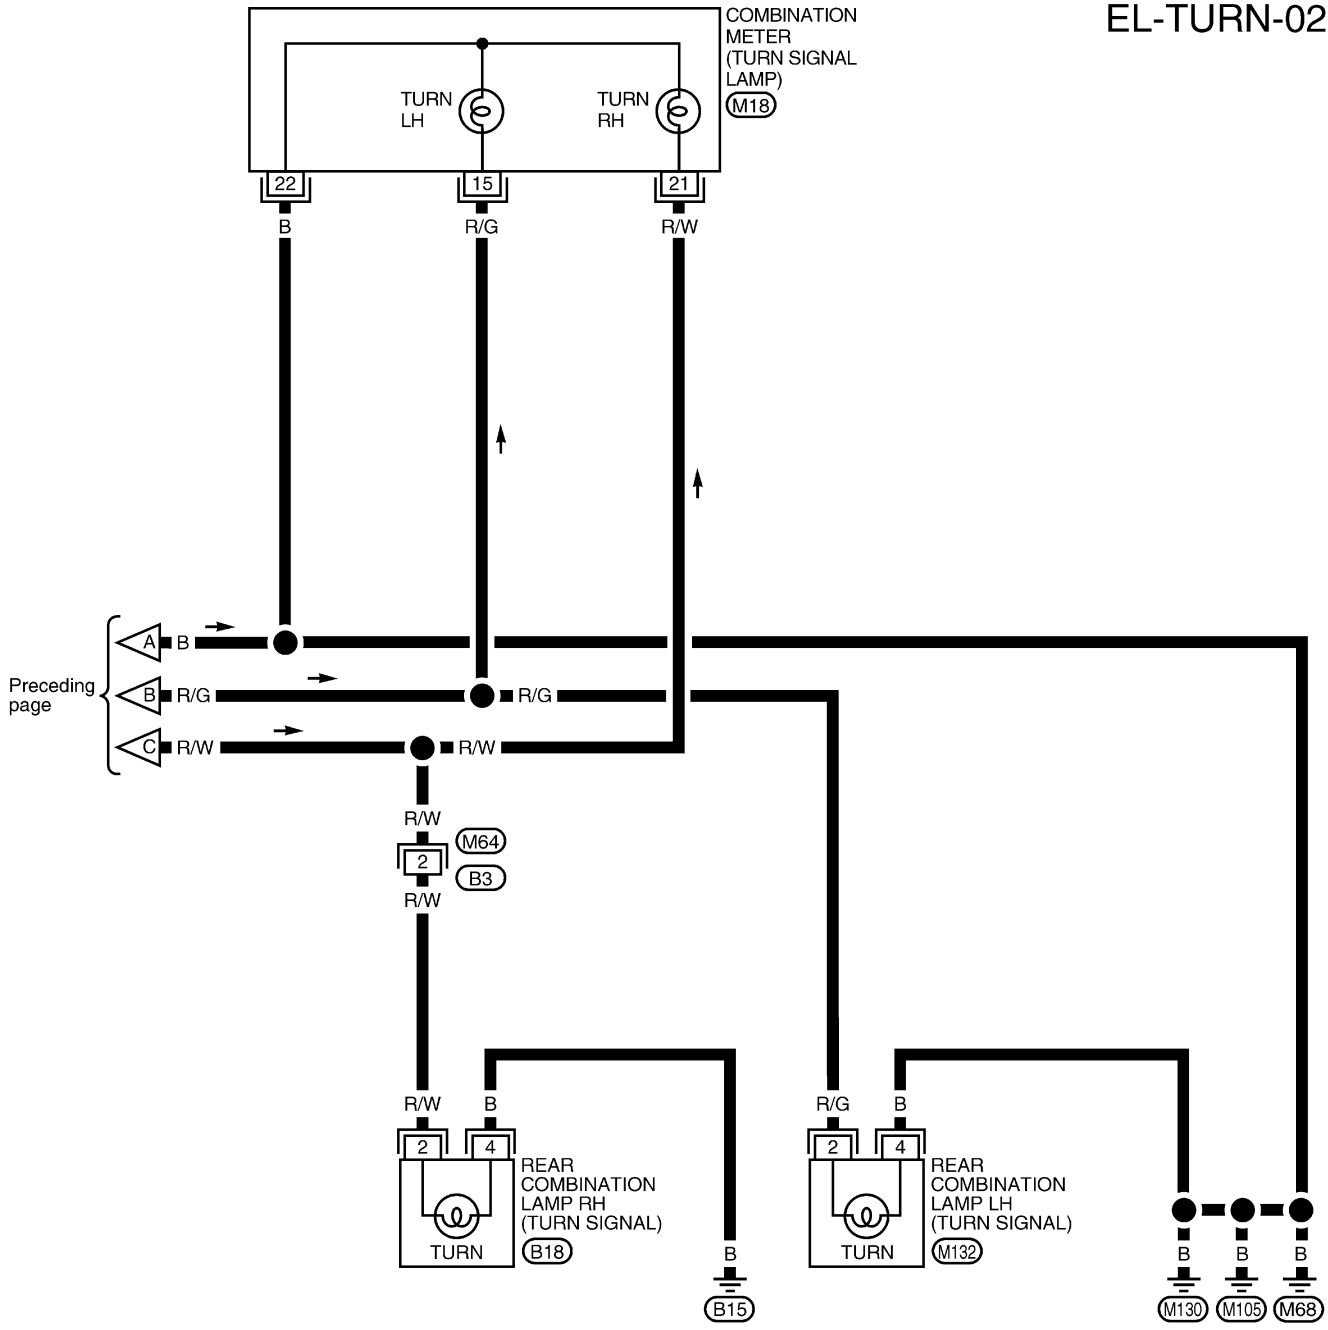 EL-TURN-02
COMBINATION
METER
(TURN SIGNAL
LAMP)
M18
TURN
LH
TURN
RH
22
15
21
B
R/G
R/W
Preceding
page
A
B
B
R/G
R/G
C
R/W
R/W
R/W
M64
2
B3
R/W
R/W
B
R/G
B
2
4
2
4
REAR
COMBINATION
LAMP RH
(TURN SIGNAL)
B18
TURN
REAR
COMBINATION
LAMP LH
(TURN SIGNAL)
M132
TURN
B
B
B
B
B15
M130
M105
M68